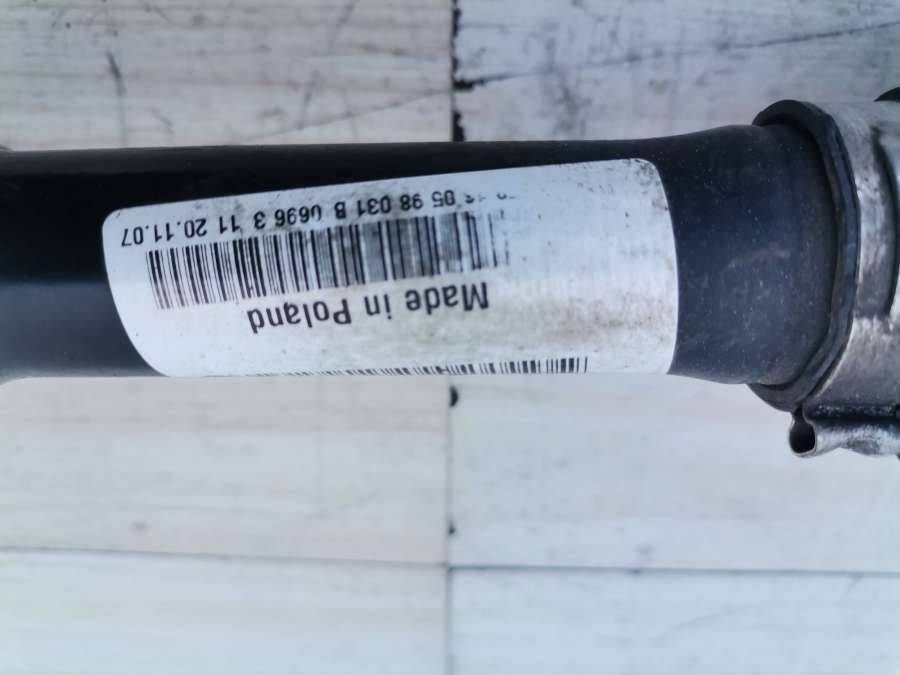 Made in Poland
05 98 031 B 0696 3 11 20.11.07